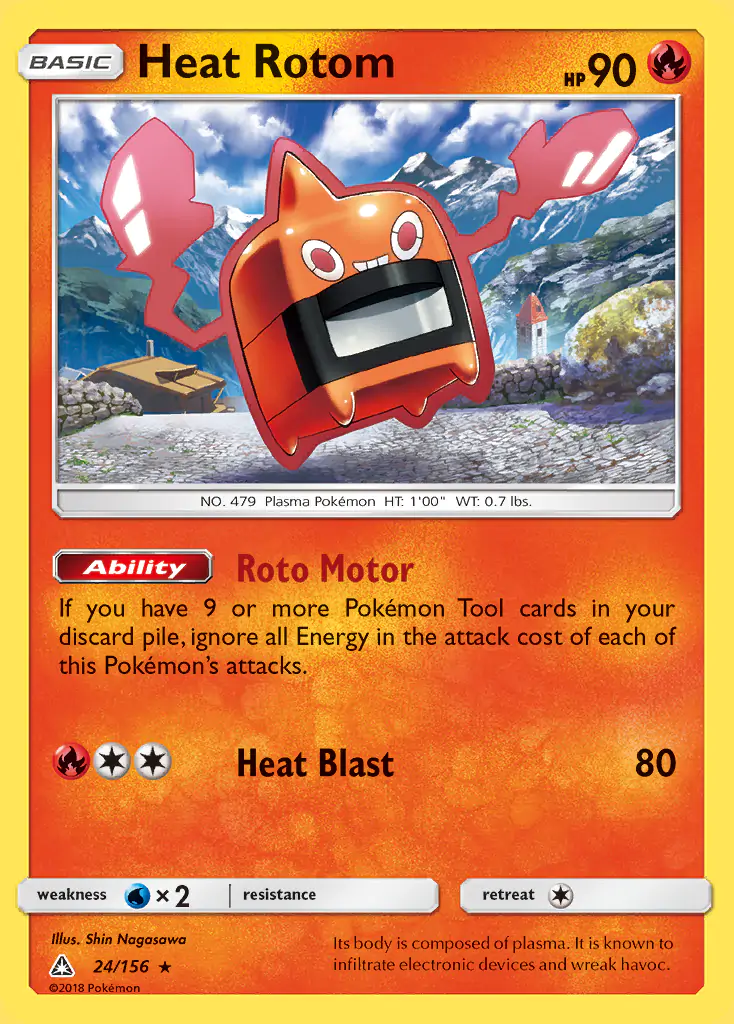 BASIC Heat Rotom HP 90
NO. 479 Plasma Pokémon HT: 1'00" WT: 0.7 lbs.
Ability Roto Motor
If you have 9 or more Pokémon Tool cards in your
discard pile, ignore all Energy in the attack cost of each of
this Pokémon's attacks.
Heat Blast 80
weakness × 2 resistance retreat
Illus. Shin Nagasawa
24/156 ★
©2018 Pokémon
Its body is composed of plasma. It is known to
infiltrate electronic devices and wreak havoc.